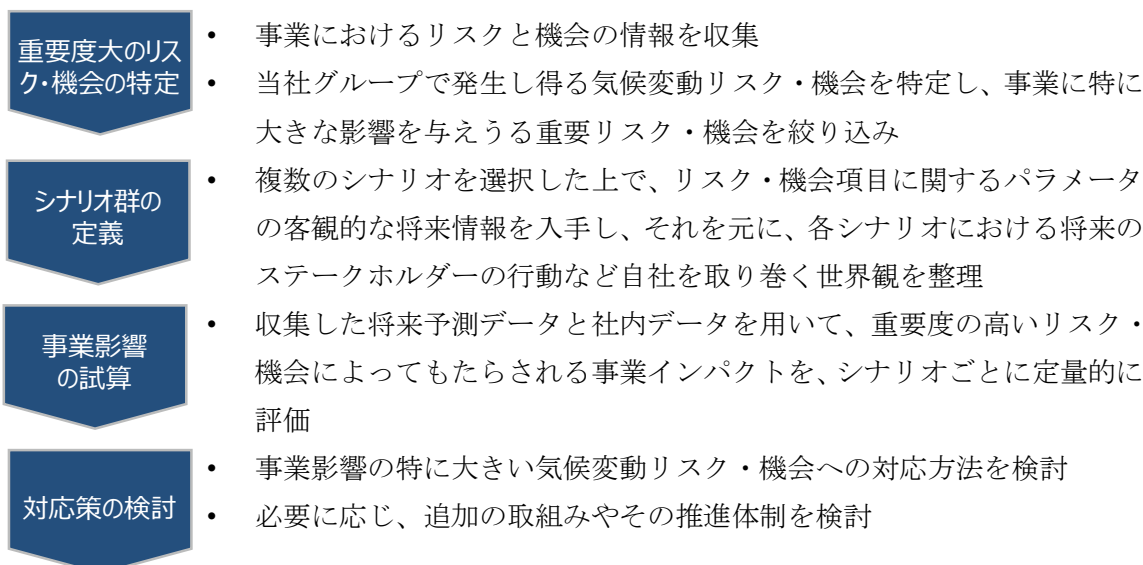 重要度大のリス
ク・機会の特定
• 事業におけるリスクと機会の情報を収集
• 当社グループで発生し得る気候変動リスク・機会を特定し、事業に特に
大きな影響を与えうる重要リスク・機会を絞り込み
シナリオ群の
定義
• 複数のシナリオを選択した上で、リスク・機会項目に関するパラメータ
の客観的な将来情報を入手し、それを元に、各シナリオにおける将来の
ステークホルダーの行動など自社を取り巻く世界観を整理
事業影響
の試算
• 収集した将来予測データと社内データを用いて、重要度の高いリスク・
機会によってもたらされる事業インパクトを、シナリオごとに定量的に
評価
対応策の検討
• 事業影響の特に大きい気候変動リスク・機会への対応方法を検討
• 必要に応じ、追加の取組みやその推進体制を検討